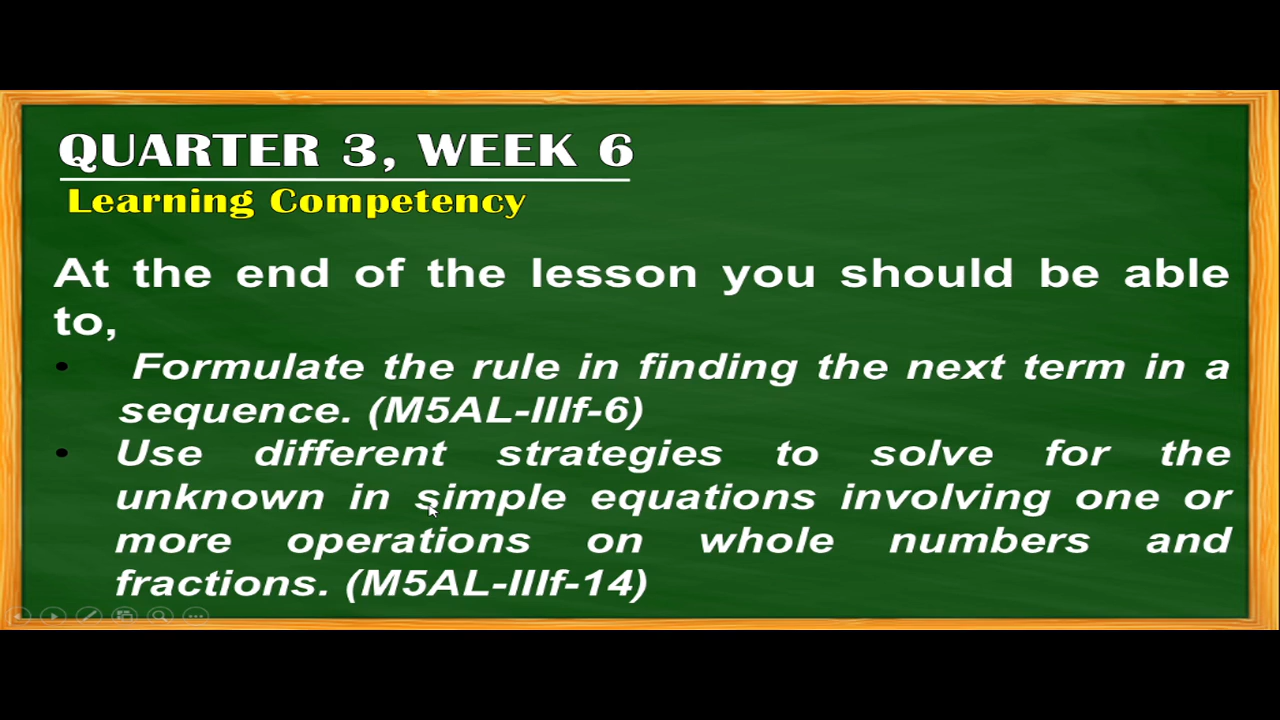 QUARTER 3, WEEK 6
Learning Competency
At the end of the lesson you should be able
to,
• Formulate the rule in finding the next term in a
sequence. (M5AL-IIIf-6)
• Use different strategies to solve for the
unknown in simple equations involving one or
more operations on whole numbers and
fractions. (M5AL-IIIf-14)